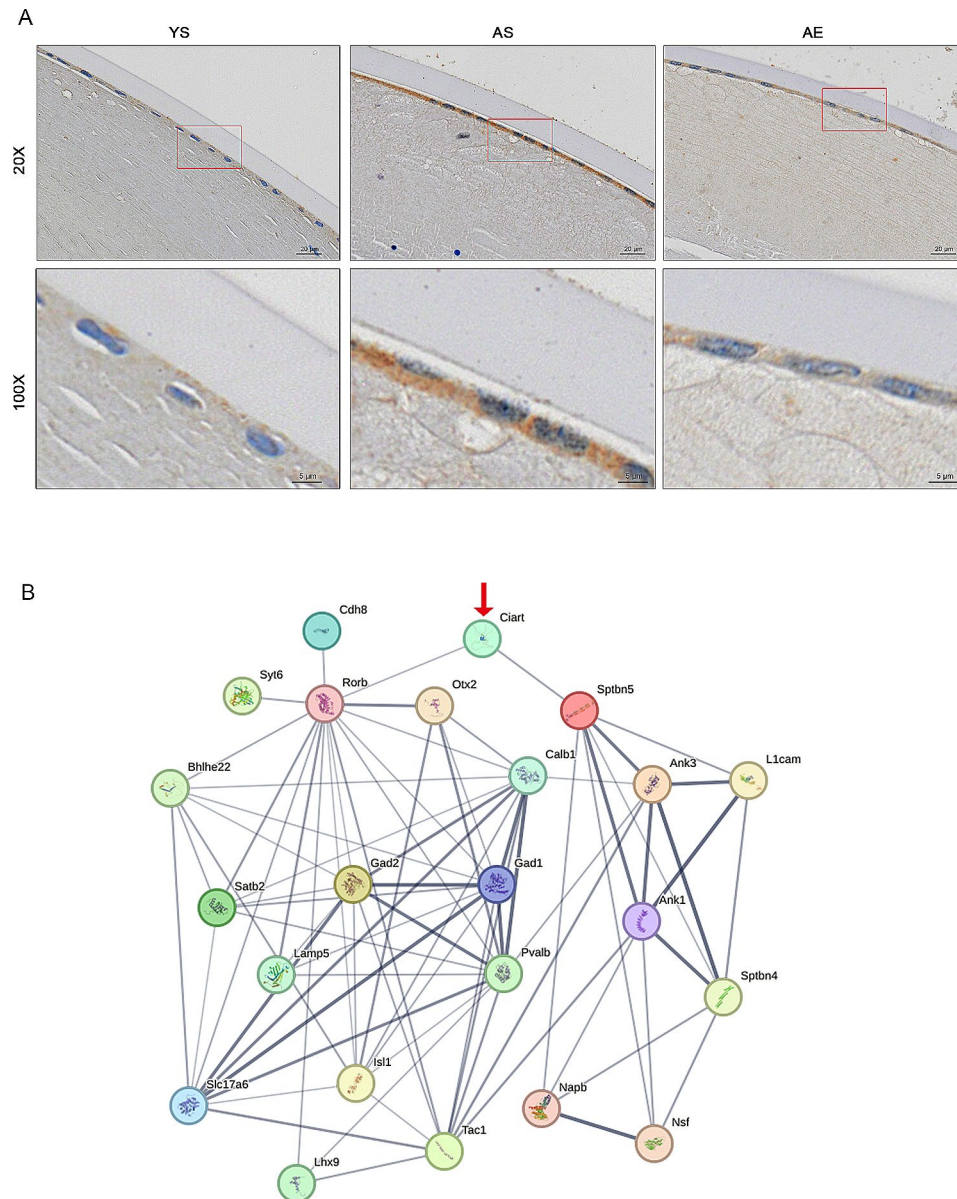 A
YS
AS
AE
20X
20 µm
20 µm
20 µm
100X
5 µm
5 µm
5 µm
B
Cdh8
Ciart
Syt6
Rorb
Otx2
Sptbn5
Calb1
Ank3
L1cam
Bhlhe22
Gad2
Gad1
Satb2
Ank1
Lamp5
Pvalb
Sptbn4
Isl1
Slc17a6
Napb
Nsf
Tac1
Lhx9